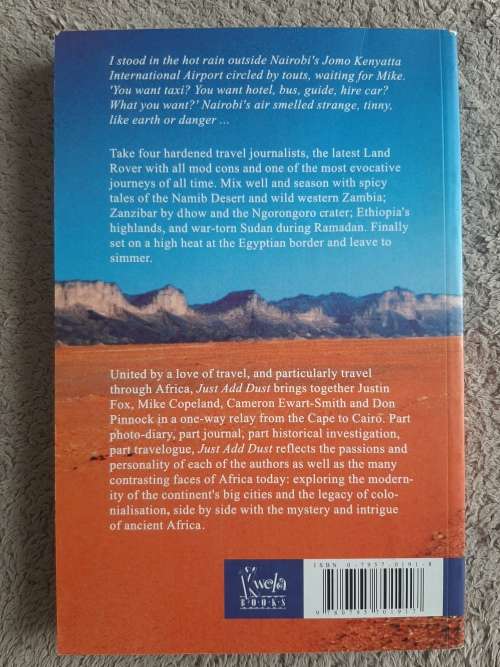 I stood in the hot rain outside Nairobi's Jomo Kenyatta
International Airport circled by touts, waiting for Mike.
'You want taxi? You want hotel, bus, guide, hire car?
What you want?' Nairobi's air smelled strange, tinny,
like earth or danger ...
Take four hardened travel journalists, the latest Land
Rover with all mod cons and one of the most evocative
journeys of all time. Mix well and season with spicy
tales of the Namib Desert and wild western Zambia;
Zanzibar by dhow and the Ngorongoro crater; Ethiopia's
highlands, and war-torn Sudan during Ramadan. Finally
set on a high heat at the Egyptian border and leave to
simmer.
United by a love of travel, and particularly travel
through Africa, Just Add Dust brings together Justin
Fox, Mike Copeland, Cameron Ewart-Smith and Don
Pinnock in a one-way relay from the Cape to Cairo. Part
photo-diary, part journal, part historical investigation,
part travelogue, Just Add Dust reflects the passions and
personality of each of the authors as well as the many
contrasting faces of Africa today: exploring the modern-
ity of the continent's big cities and the legacy of colo-
nialisation, side by side with the mystery and intrigue
of ancient Africa.
Kwela
BOOKS
ISBN 0-7957-0191-8